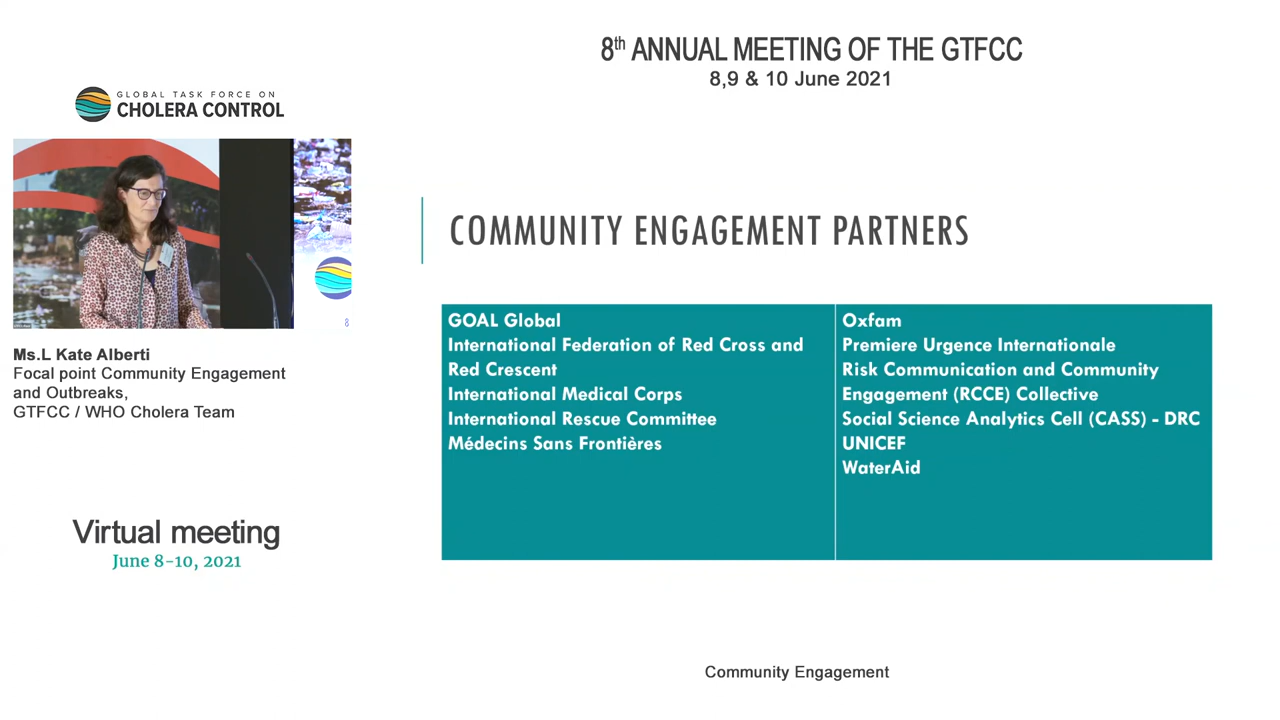 8th ANNUAL MEETING OF THE GTFCC
8,9 & 10 June 2021
GLOBAL TASK FORCE ON
CHOLERA CONTROL
COMMUNITY ENGAGEMENT PARTNERS
GOAL Global
International Federation of Red Cross and
Red Crescent
International Medical Corps
International Rescue Committee
Médecins Sans Frontières
Oxfam
Premiere Urgence Internationale
Risk Communication and Community
Engagement (RCCE) Collective
Social Science Analytics Cell (CASS) - DRC
UNICEF
WaterAid
8
Ms.L Kate Alberti
Focal point Community Engagement
and Outbreaks,
GTFCC / WHO Cholera Team
Virtual meeting
June 8-10, 2021
Community Engagement